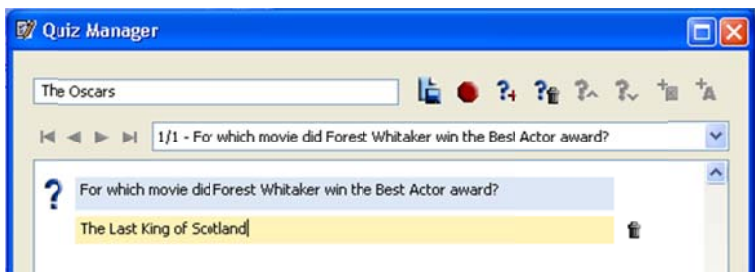 Quiz Manager
The Oscars
1/1 - For which movie did Forest Whitaker win the Best Actor award?
For which movie did Forest Whitaker win the Best Actor award?
The Last King of Scotland